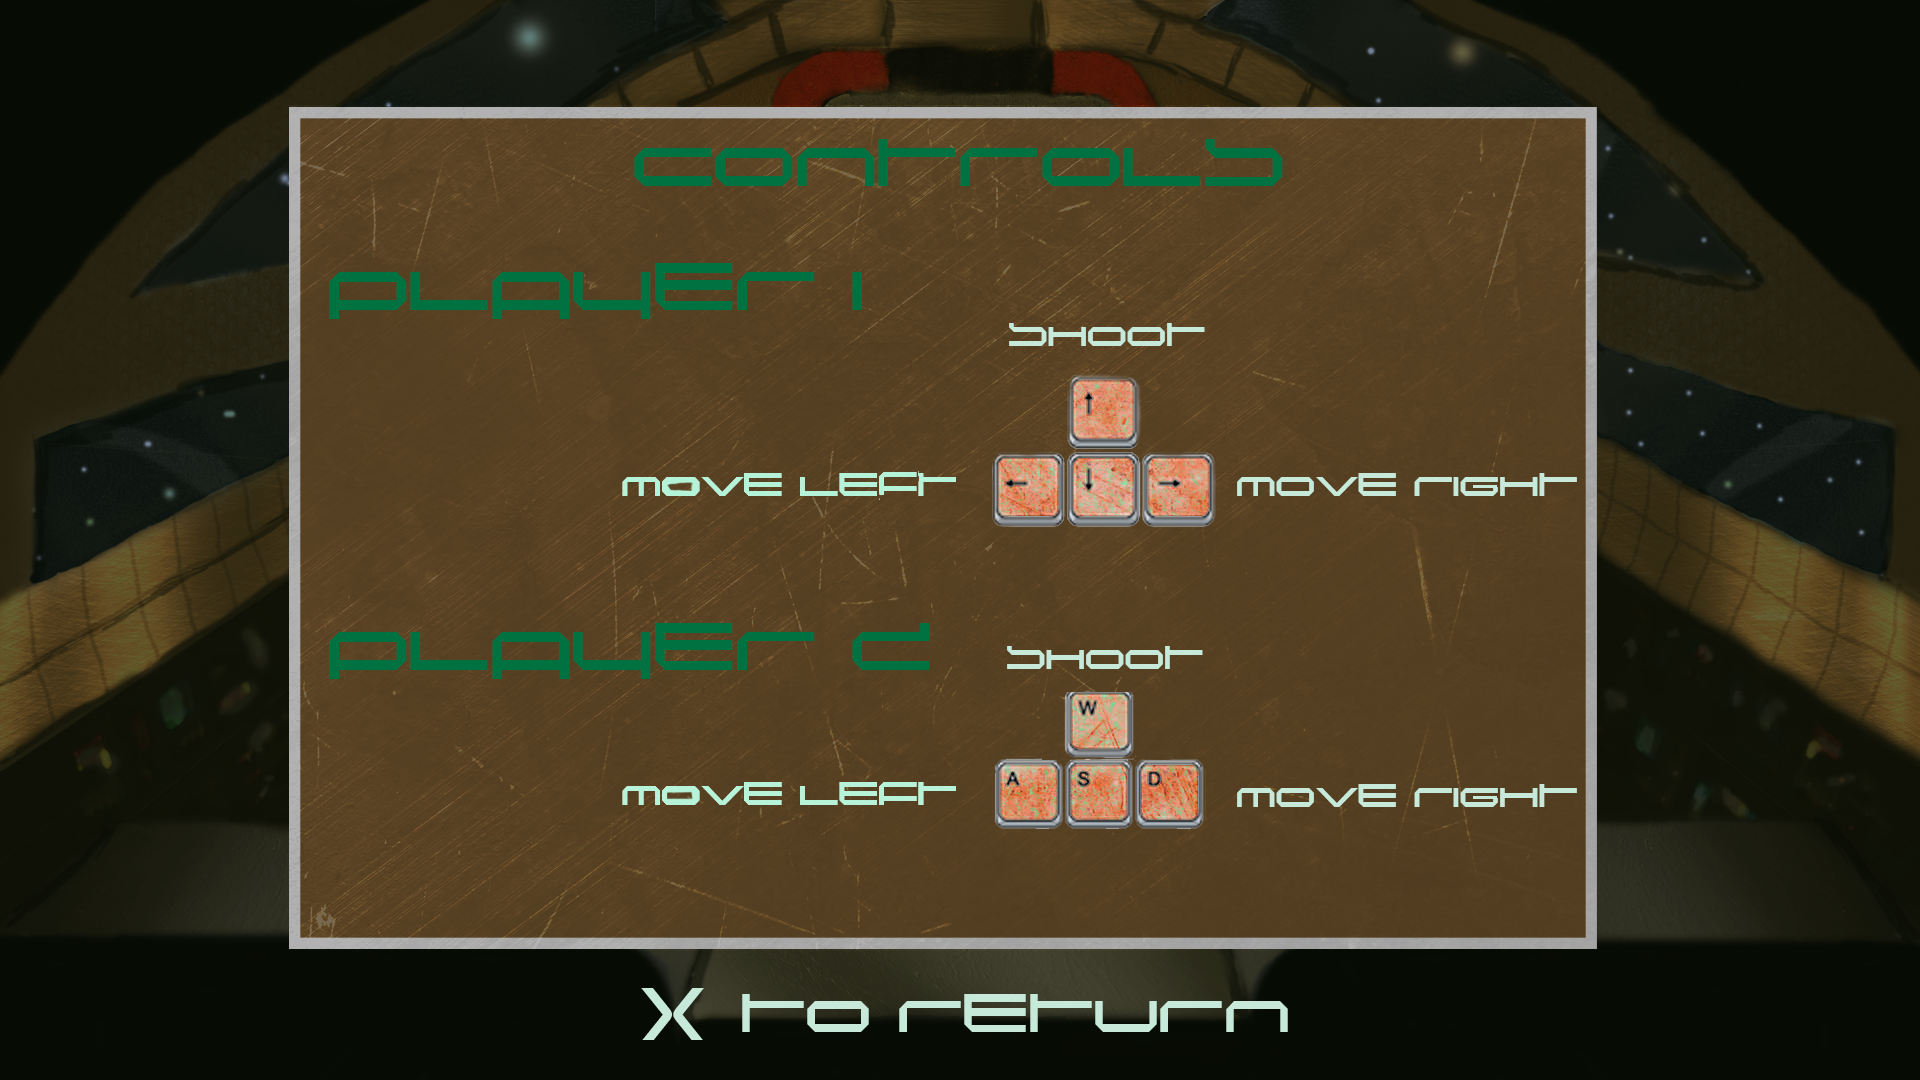 CONTROLS
PLAYER 1
SHOOT
↑
MOVE LEFT ← ↓ → MOVE RIGHT
PLAYER 2
SHOOT
W
MOVE LEFT A S D MOVE RIGHT
X to rEturn